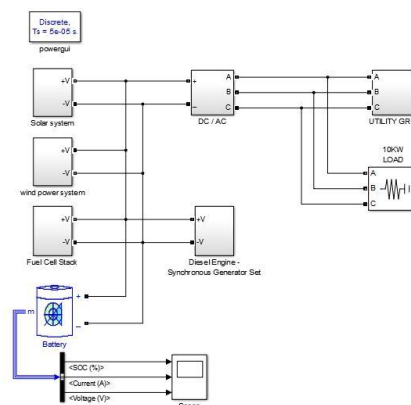 Discrete,
Ts = 5e-05 s.
powergui
+V
-V
Solar system
+
–
A
B
C
DC / AC
A
B
C
UTILITY GR
+V
-V
wind power system
10KW
LOAD
A
B
C
+V
-V
Fuel Cell Stack
+V
-V
Diesel Engine -
Synchronous Generator Set
m
+
–
Battery
<SOC (%)>
<Current (A)>
<Voltage (V)>